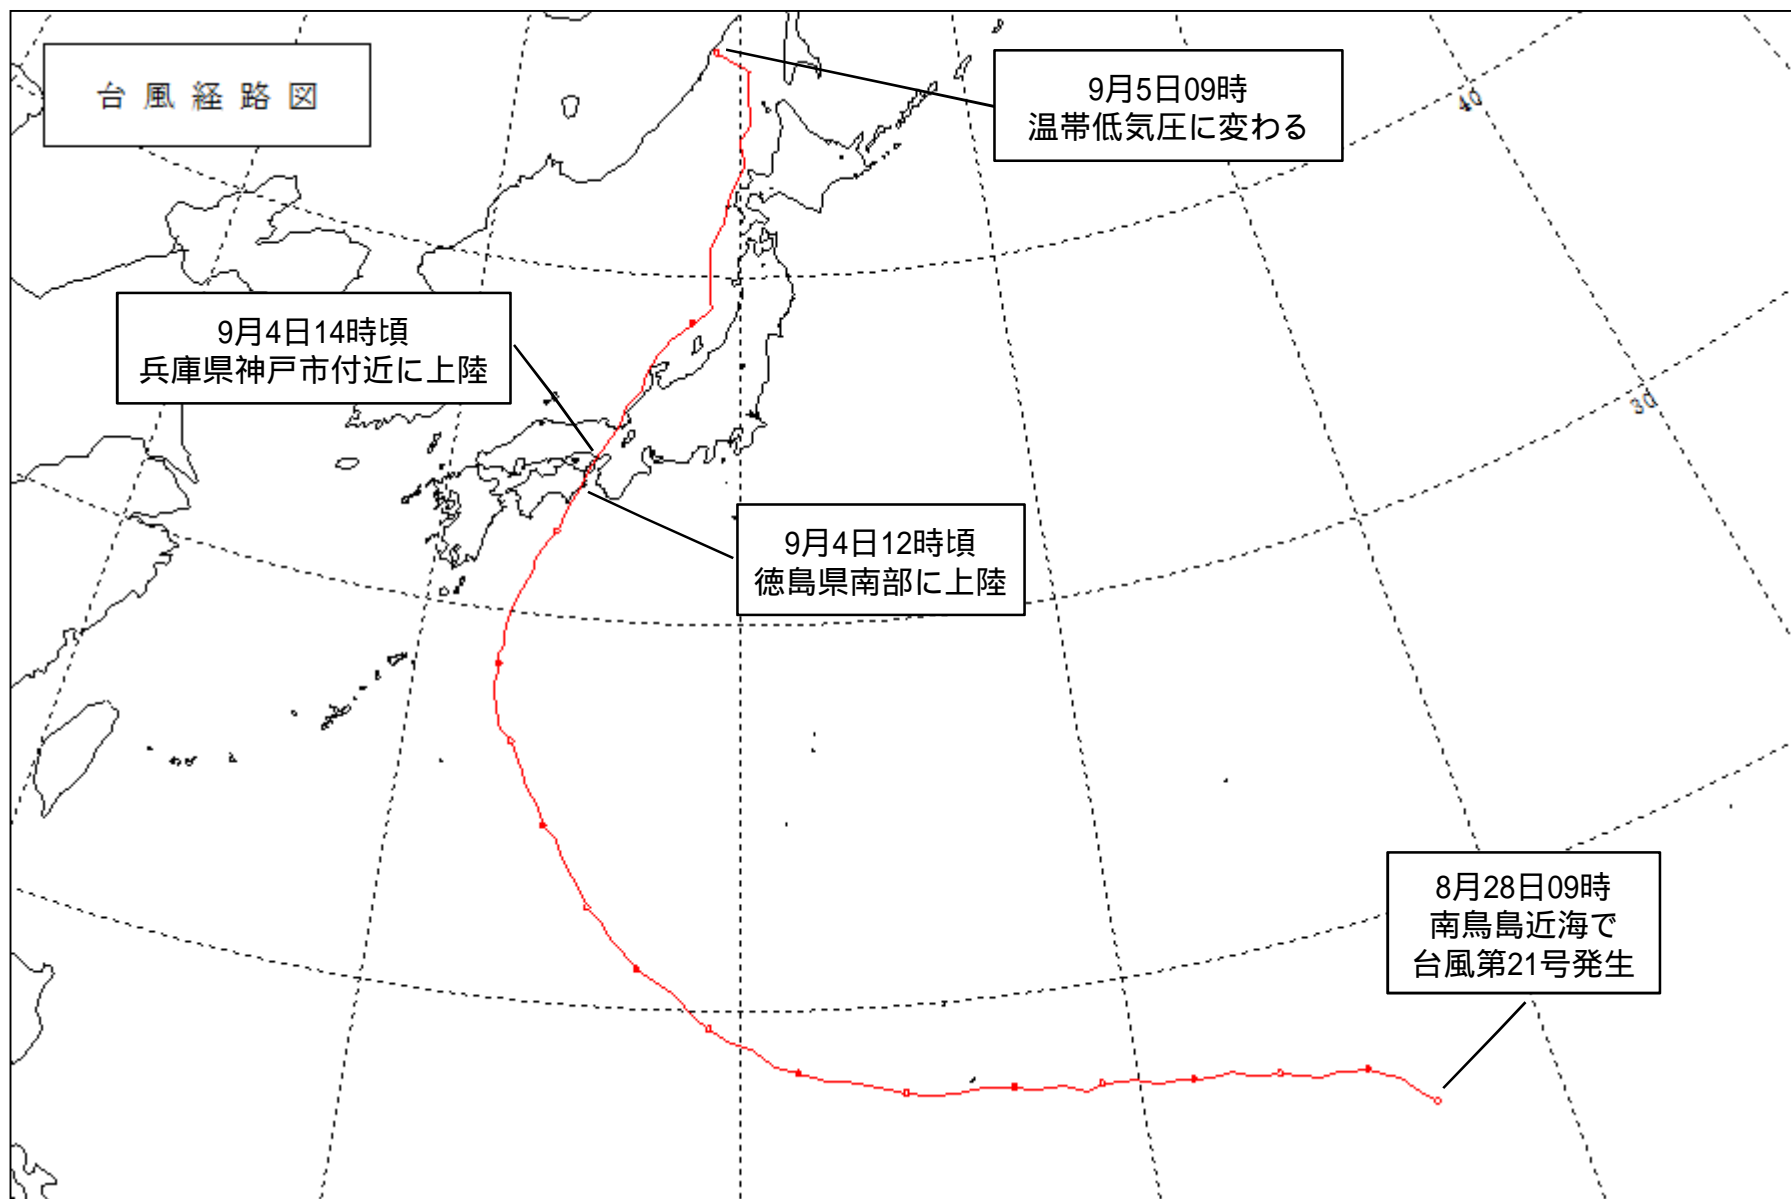 台風経路図
9月5日09時
温帯低気圧に変わる
40
9月4日14時頃
兵庫県神戸市付近に上陸
30
9月4日12時頃
徳島県南部に上陸
8月28日09時
南鳥島近海で
台風第21号発生